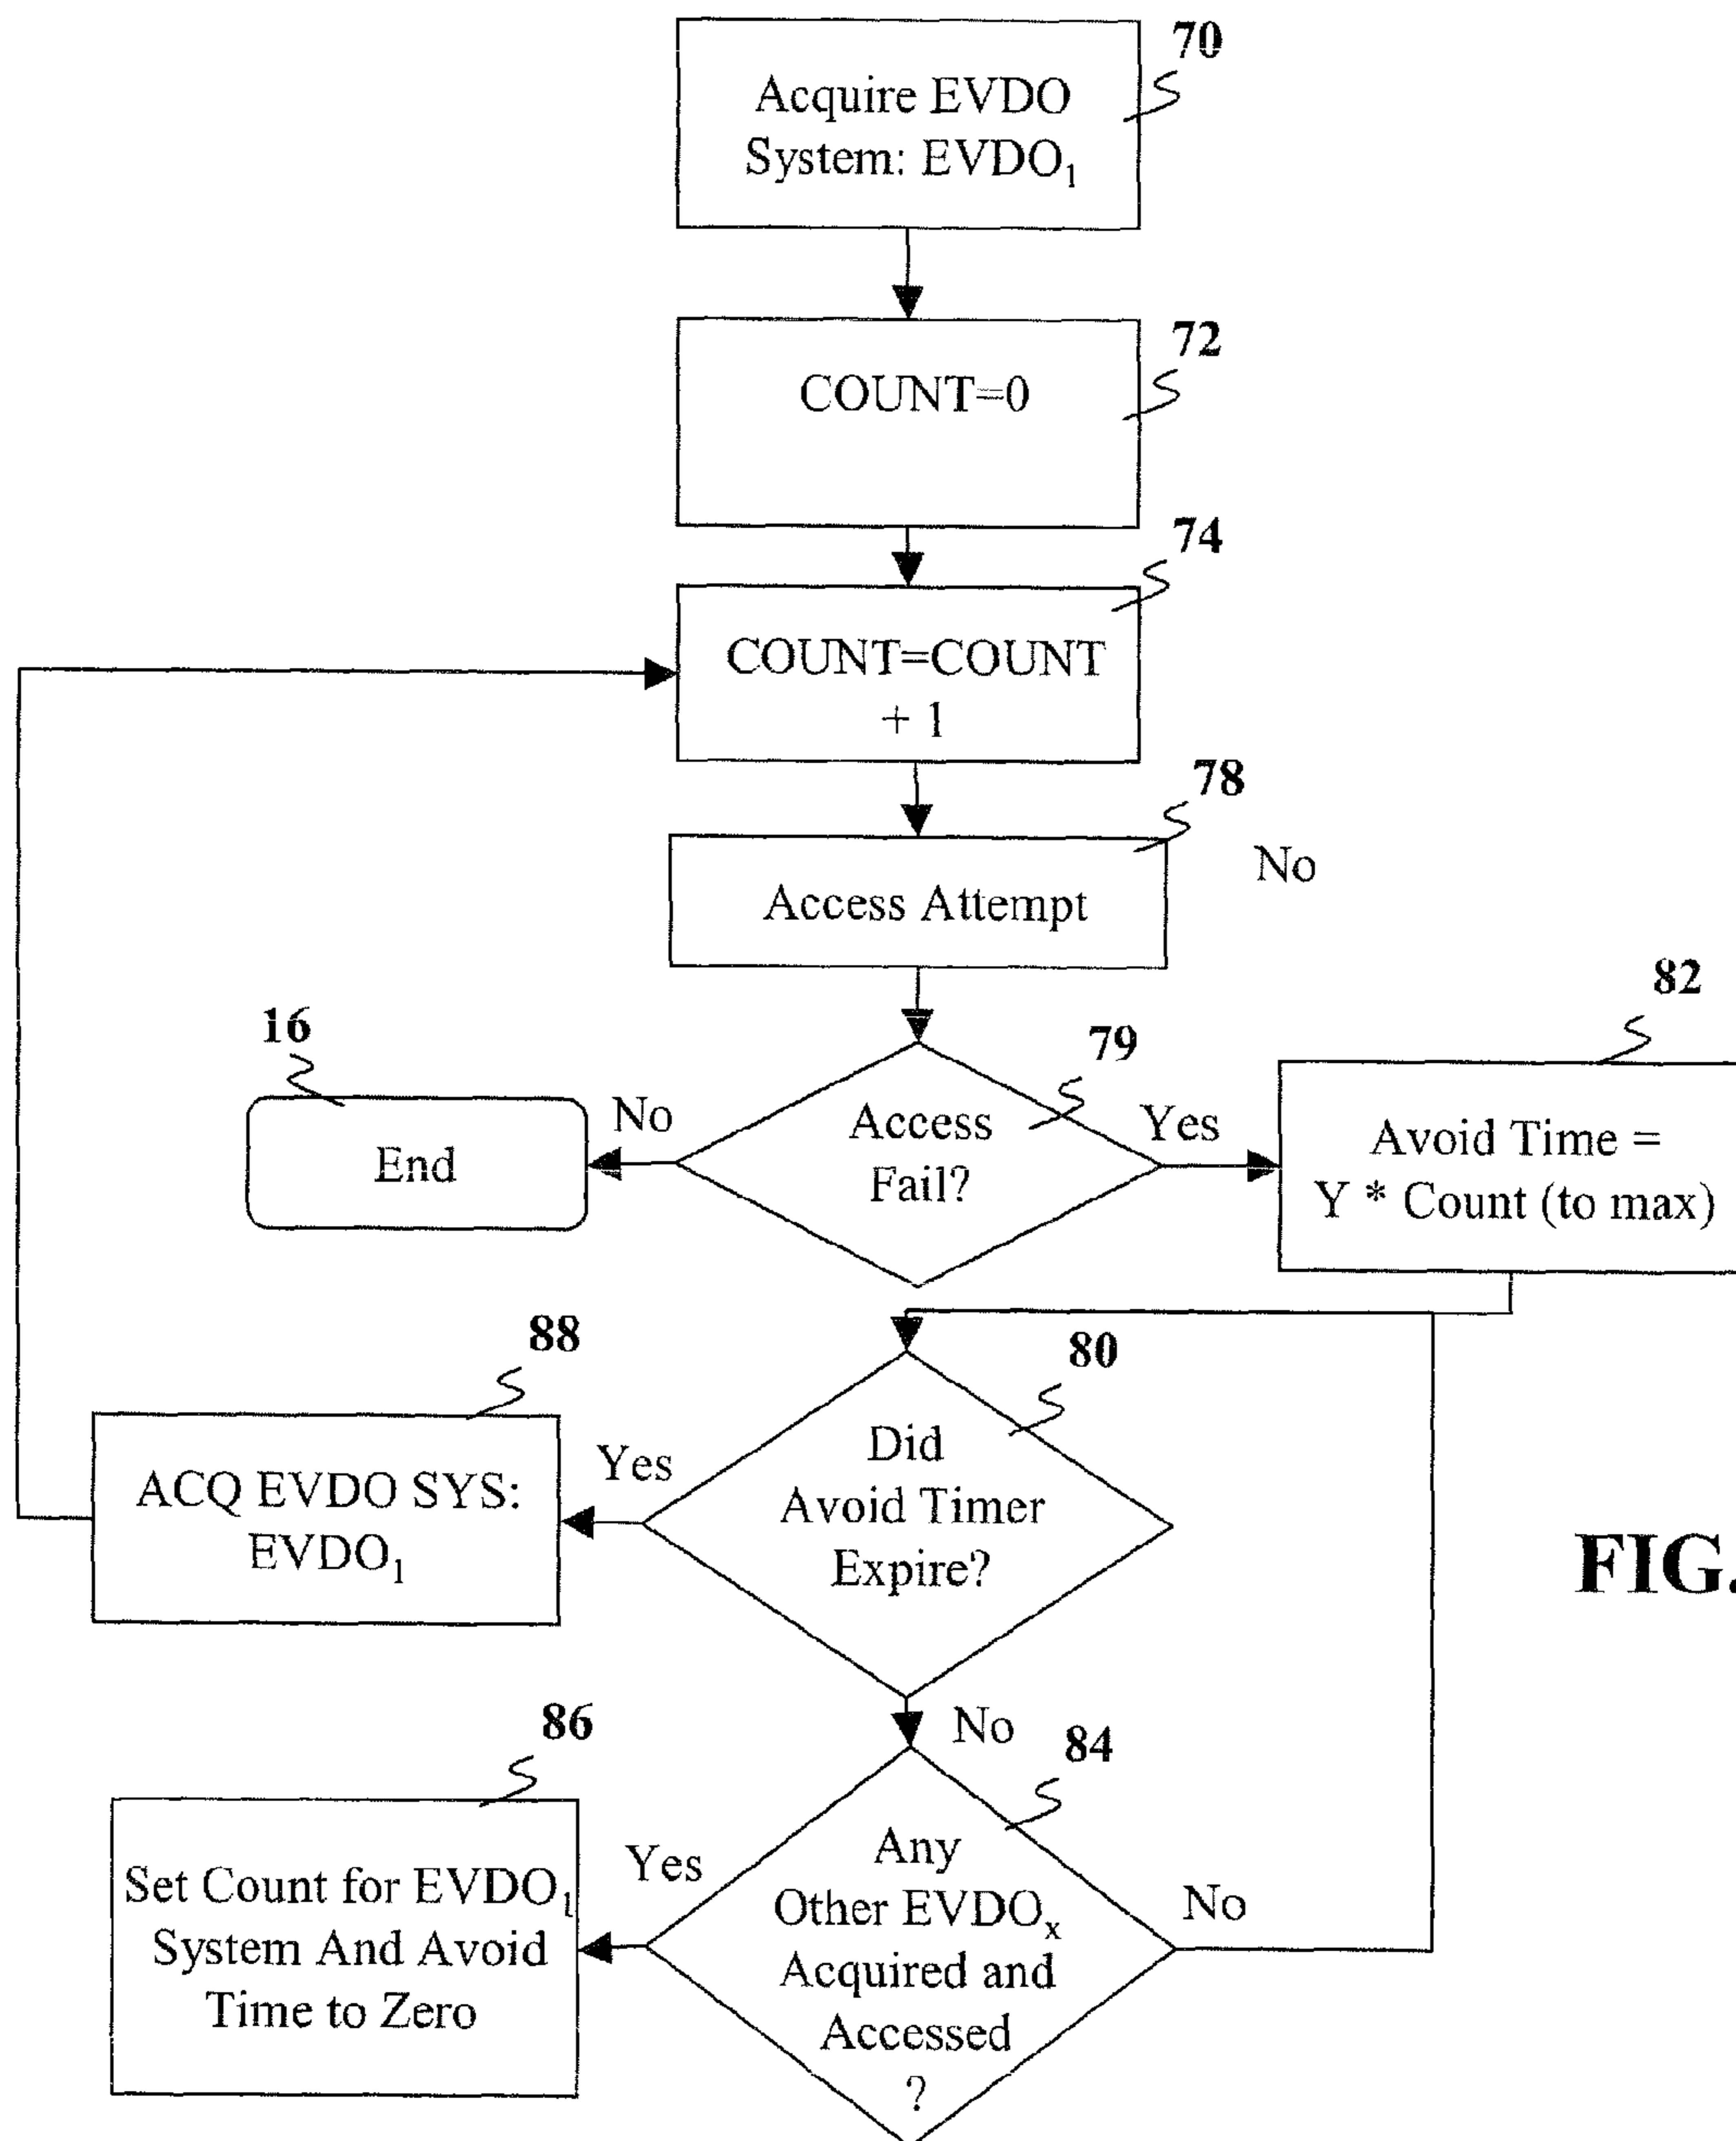 70
Acquire EVDO
System: EVDO₁
72
COUNT=0
74
COUNT=COUNT
+ 1
78
No
Access Attempt
82
16
79
No
Access
Fail?
Yes
End
Avoid Time =
Y * Count (to max)
88
80
Did
Avoid Timer
Expire?
Yes
ACQ EVDO SYS:
EVDO₁
FIG.
No
86
84
Any
Other EVDOₓ
Acquired and
Accessed
?
Yes
No
Set Count for EVDO₁
System And Avoid
Time to Zero